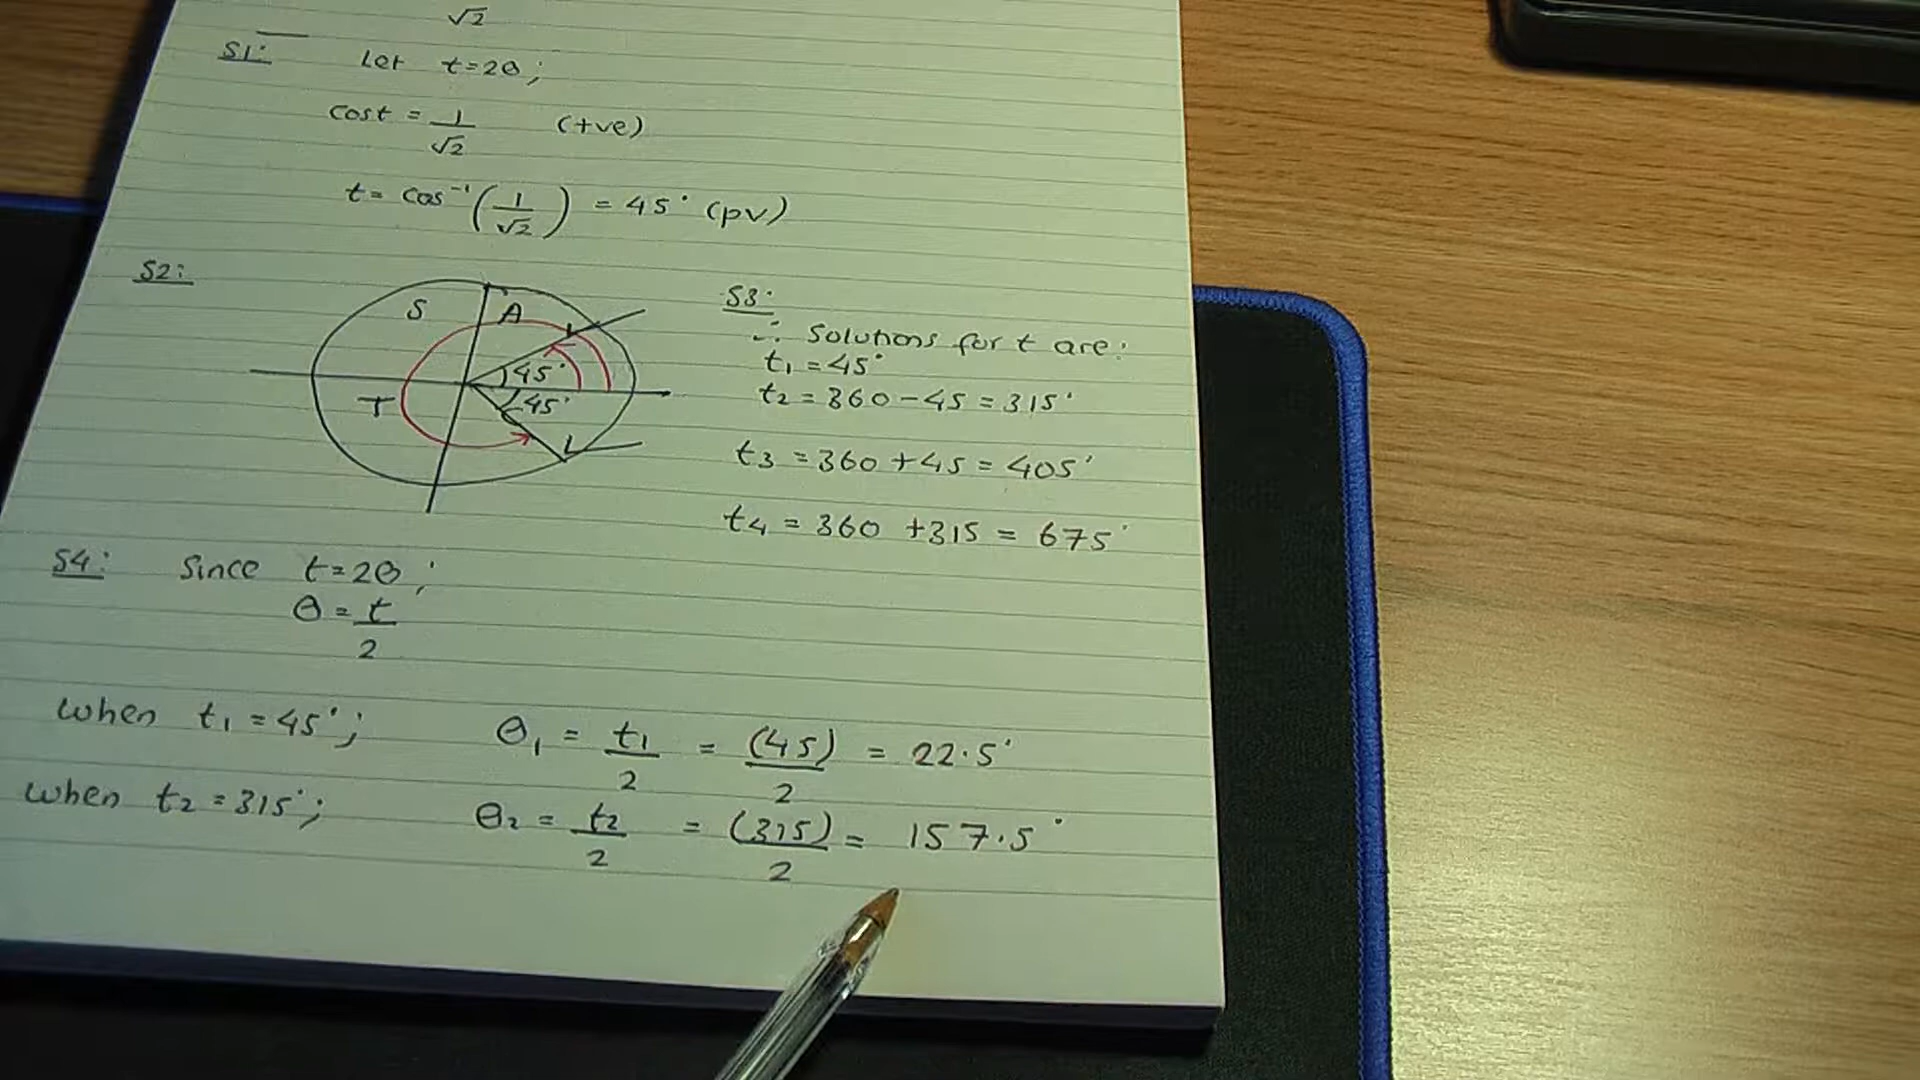 √2
S1: Let t=2θ;
cost = 1/√2 (+ve)
t = cos⁻¹(1/√2) = 45° (pv)
S2:
S A
45°
T 45°
S3:
∴ Solutions for t are:
t₁ = 45°
t₂ = 360 − 45 = 315°
t₃ = 360 + 45 = 405°
t₄ = 360 + 315 = 675°
S4: Since t=2θ;
θ = t/2
when t₁ = 45°; θ₁ = t₁/2 = (45)/2 = 22.5°
when t₂ = 315°; θ₂ = t₂/2 = (315)/2 = 157.5°